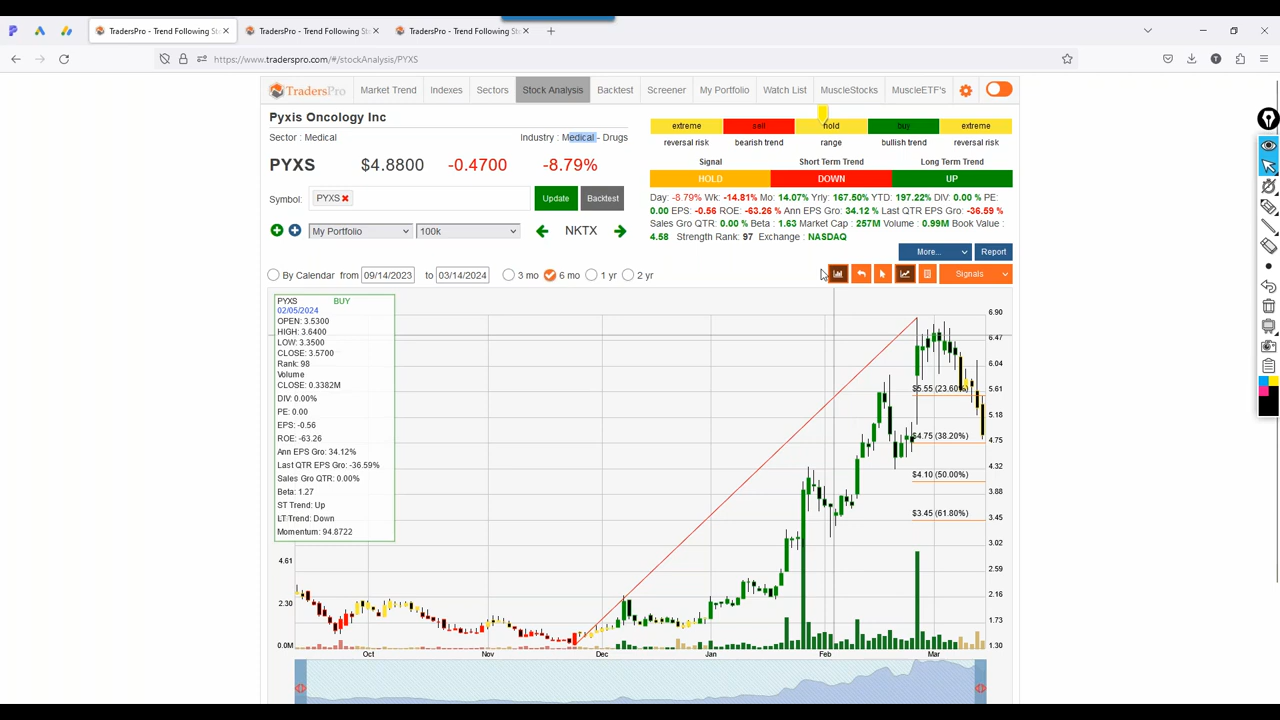 TradersPro - Trend Following St
TradersPro - Trend Following St
TradersPro - Trend Following St
https://www.traderspro.com/#/stockAnalysis/PYXS
TradersPro Market Trend Indexes Sectors Stock Analysis Backtest Screener My Portfolio Watch List MuscleStocks MuscleETF's
Pyxis Oncology Inc
Sector : Medical Industry : Medical - Drugs
extreme sell hold buy extreme
reversal risk bearish trend range bullish trend reversal risk
PYXS $4.8800 -0.4700 -8.79%
Signal Short Term Trend Long Term Trend
HOLD DOWN UP
Symbol: PYXS Update Backtest
Day: -8.79% Wk: -14.81% Mo: 14.07% Yrly: 167.50% YTD: 197.22% DIV: 0.00 % PE:
0.00 EPS: -0.56 ROE: -63.26 % Ann EPS Gro: 34.12 % Last QTR EPS Gro: -36.59 %
Sales Gro QTR: 0.00 % Beta : 1.63 Market Cap : 257M Volume : 0.99M Book Value :
4.58 Strength Rank: 97 Exchange : NASDAQ
My Portfolio 100k NKTX
More... Report
By Calendar from 09/14/2023 to 03/14/2024 3 mo 6 mo 1 yr 2 yr
Signals
PYXS BUY
02/05/2024
OPEN: 3.5300
HIGH: 3.6400
LOW: 3.3500
CLOSE: 3.5700
Rank: 98
Volume
CLOSE: 0.3382M
DIV: 0.00%
PE: 0.00
EPS: -0.56
ROE: -63.26
Ann EPS Gro: 34.12%
Last QTR EPS Gro: -36.59%
Sales Gro QTR: 0.00%
Beta: 1.27
ST Trend: Up
LT Trend: Down
Momentum: 94.8722
4.61
2.30
0.0M
$5.55 (23.60%)
$4.75 (38.20%)
$4.10 (50.00%)
$3.45 (61.80%)
6.90
6.47
6.04
5.61
5.18
4.75
4.32
3.88
3.45
3.02
2.59
2.16
1.73
1.30
Oct Nov Dec Jan Feb Mar